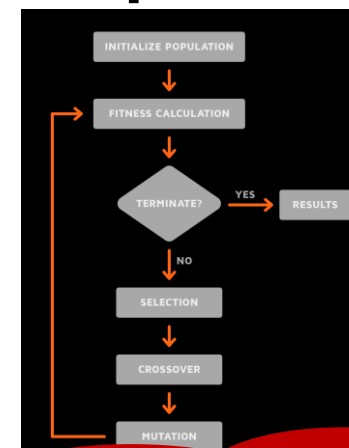 INITIALIZE POPULATION
FITNESS CALCULATION
TERMINATE?
YES
RESULTS
NO
SELECTION
CROSSOVER
MUTATION